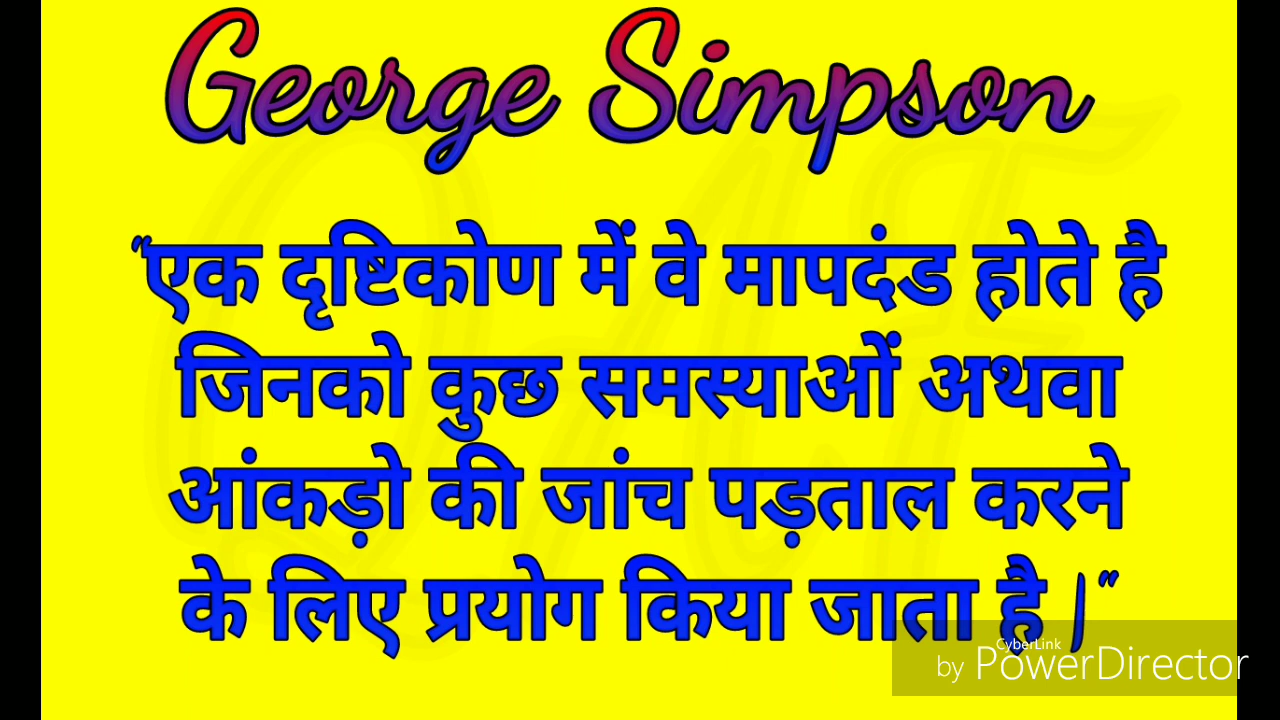 George Simpson
"एक दृष्टिकोण में वे मापदंड होते है
जिनको कुछ समस्याओं अथवा
आंकड़ो की जांच पड़ताल करने
के लिए प्रयोग किया जाता है |"
CyberLink
by PowerDirector